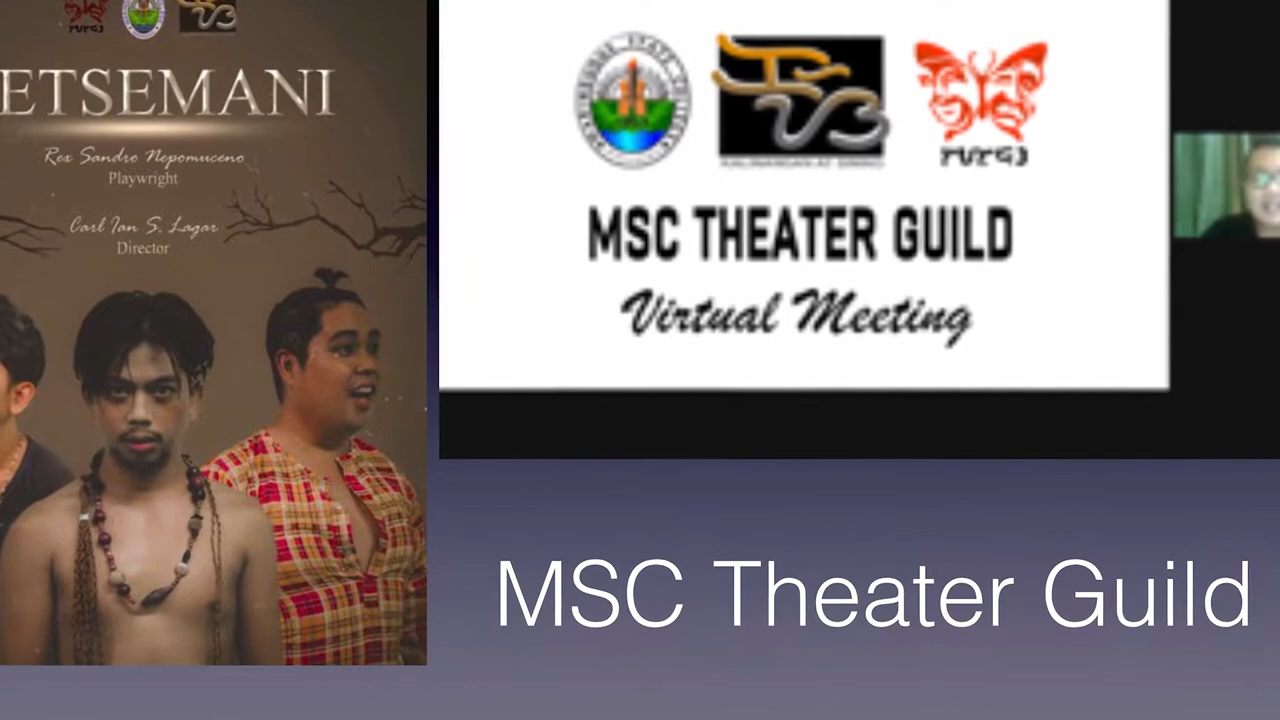 ETSEMANI
Rex Sandro Nepomuceno
Playwright
Carl Ian S. Lagar
Director
MSC THEATER GUILD
Virtual Meeting
MSC Theater Guild